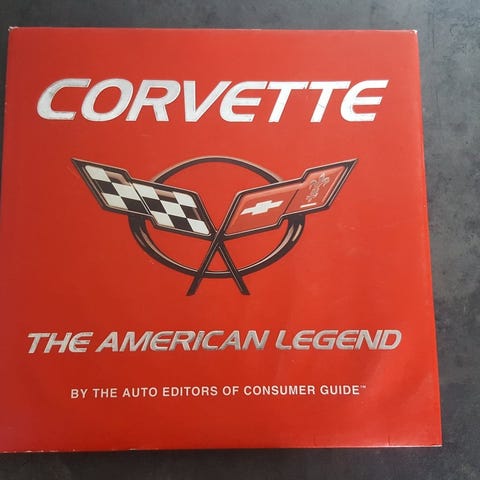 CORVETTE
THE AMERICAN LEGEND
BY THE AUTO EDITORS OF CONSUMER GUIDE™